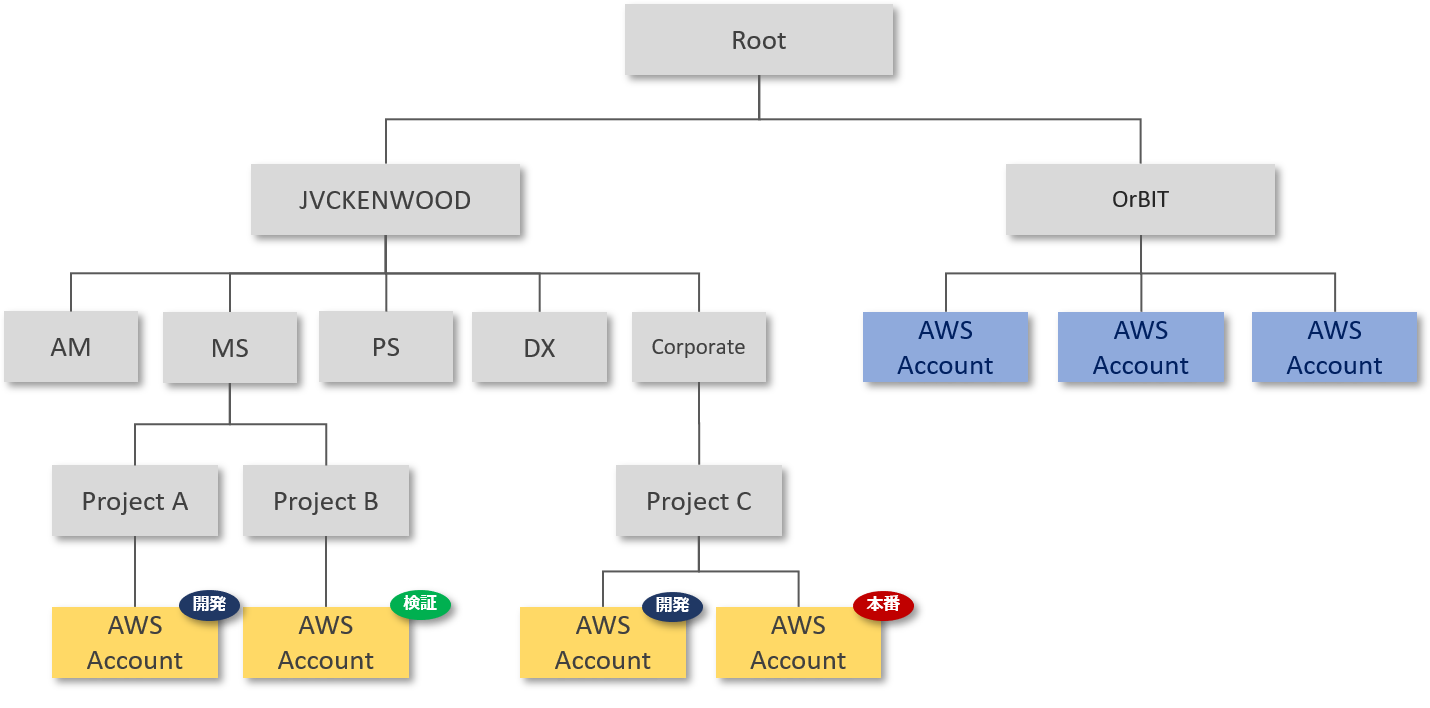 Root
JVCKENWOOD
OrBIT
AM
MS
PS
DX
Corporate
AWS
Account
AWS
Account
AWS
Account
Project A
Project B
Project C
開発
AWS
Account
検証
AWS
Account
開発
AWS
Account
本番
AWS
Account